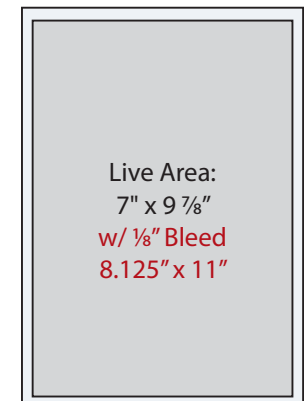 Live Area:
7" x 9 ⅞”
w/ ⅛” Bleed
8.125” x 11”